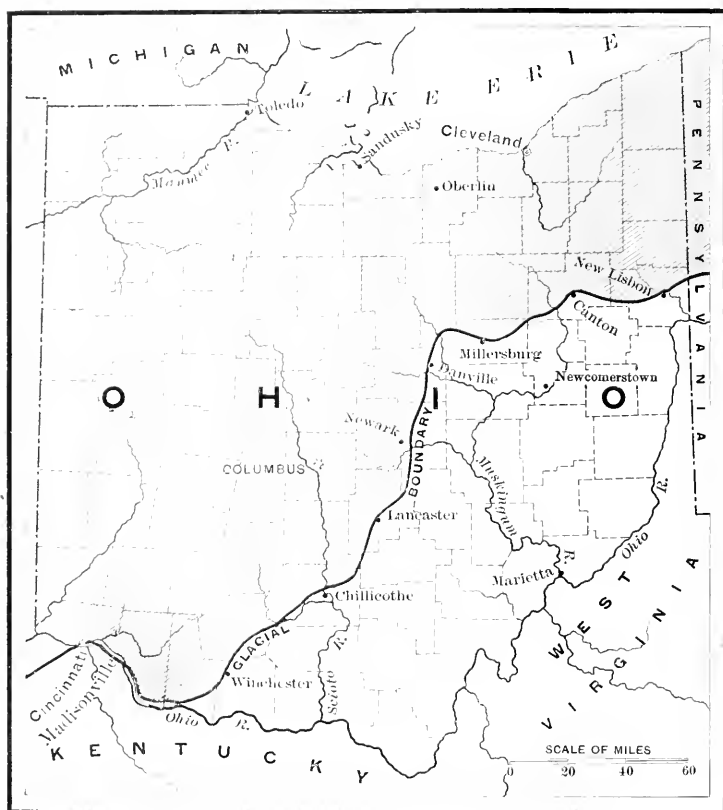 MICHIGAN
LAKE ERIE
Toledo
Maumee R.
Sandusky
Cleveland
Oberlin
PENNSYLVANIA
New Lisbon
Canton
Millersburg
Danville
Newcomerstown
OHIO
Newark
BOUNDARY
COLUMBUS
Muskingum R.
Lancaster
Ohio R.
Marietta
Chillicothe
WEST VIRGINIA
GLACIAL
Scioto R.
Winchester
Cincinnati
Madisonville
Ohio R.
KENTUCKY
SCALE OF MILES
0 20 40 60